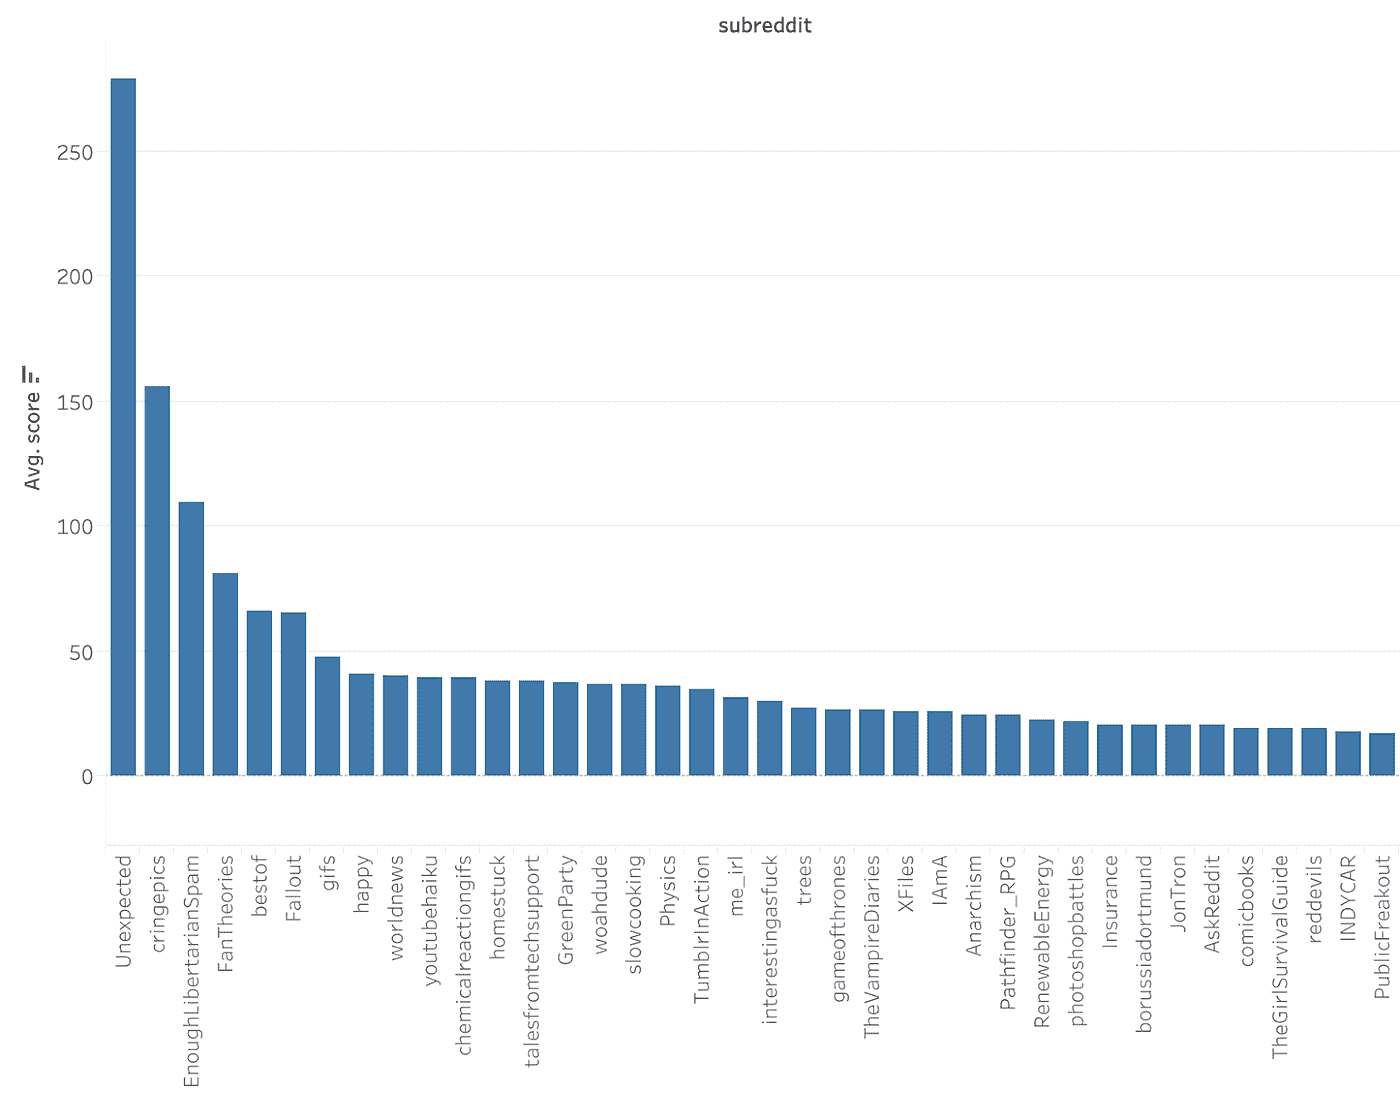 subreddit
250
200
150
100
50
0
Avg. score
Unexpected
cringepics
EnoughLibertarianSpam
FanTheories
bestof
Fallout
gifs
happy
worldnews
youtubehaiku
chemicalreactiongifs
homestuck
talesfromtechsupport
GreenParty
woahdude
slowcooking
Physics
TumblrInAction
me_irl
interestingasfuck
trees
gameofthrones
TheVampireDiaries
XFiles
IAmA
Anarchism
Pathfinder_RPG
RenewableEnergy
photoshopbattles
Insurance
borussiadortmund
JonTron
AskReddit
comicbooks
TheGirlSurvivalGuide
reddevils
INDYCAR
PublicFreakout